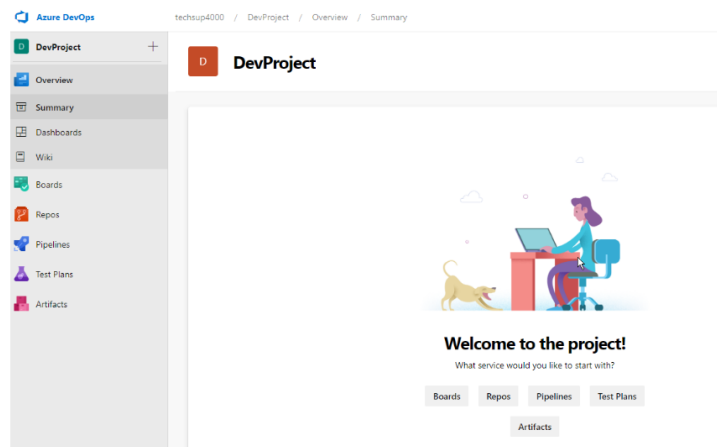 Azure DevOps
techsup4000 / DevProject / Overview / Summary
D DevProject +
Overview
Summary
Dashboards
Wiki
Boards
Repos
Pipelines
Test Plans
Artifacts
D DevProject
Welcome to the project!
What service would you like to start with?
Boards Repos Pipelines Test Plans
Artifacts